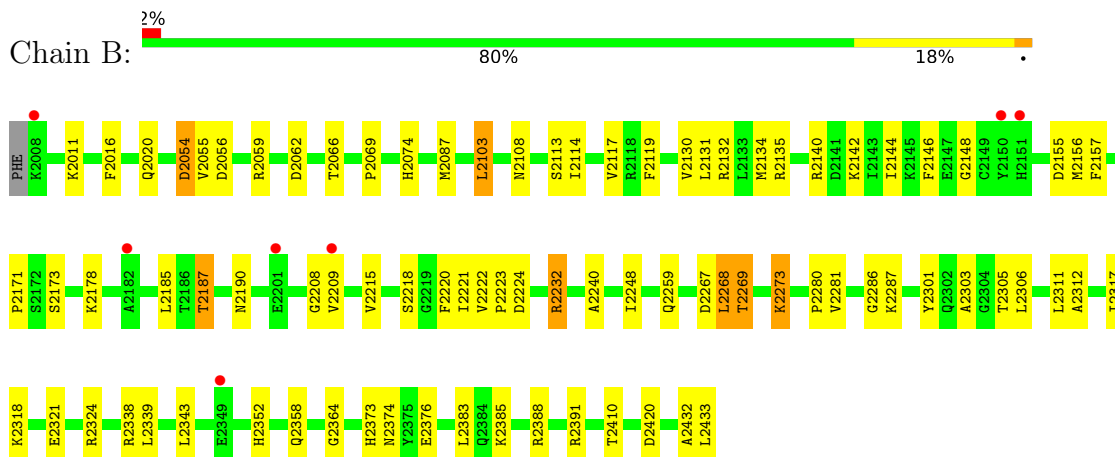 2%
Chain B:
80% 18% .
PHE K2008 K2011 F2016 Q2020 D2054 V2055 D2056 R2059 D2062 T2066 P2069 H2074 M2087 L2103 N2108 S2113 I2114 V2117 R2118 F2119 V2130 L2131 R2132 L2133 M2134 R2135 R2140 D2141 K2142 I2143 I2144 K2145 F2146 E2147 G2148 C2149 Y2150 H2151 D2155 M2156 F2157
P2171 S2172 S2173 K2178 A2182 L2185 T2186 T2187 N2190 E2201 G2208 V2209 V2215 S2218 G2219 F2220 I2221 V2222 P2223 D2224 R2232 A2240 I2248 Q2259 D2267 L2268 T2269 K2273 P2280 V2281 G2286 K2287 Y2301 Q2302 A2303 G2304 T2305 L2306 L2311 A2312
K2318 E2321 R2324 R2338 L2339 L2343 E2349 H2352 Q2358 G2364 H2373 N2374 Y2375 E2376 L2383 Q2384 K2385 R2388 R2391 T2410 D2420 A2432 L2433